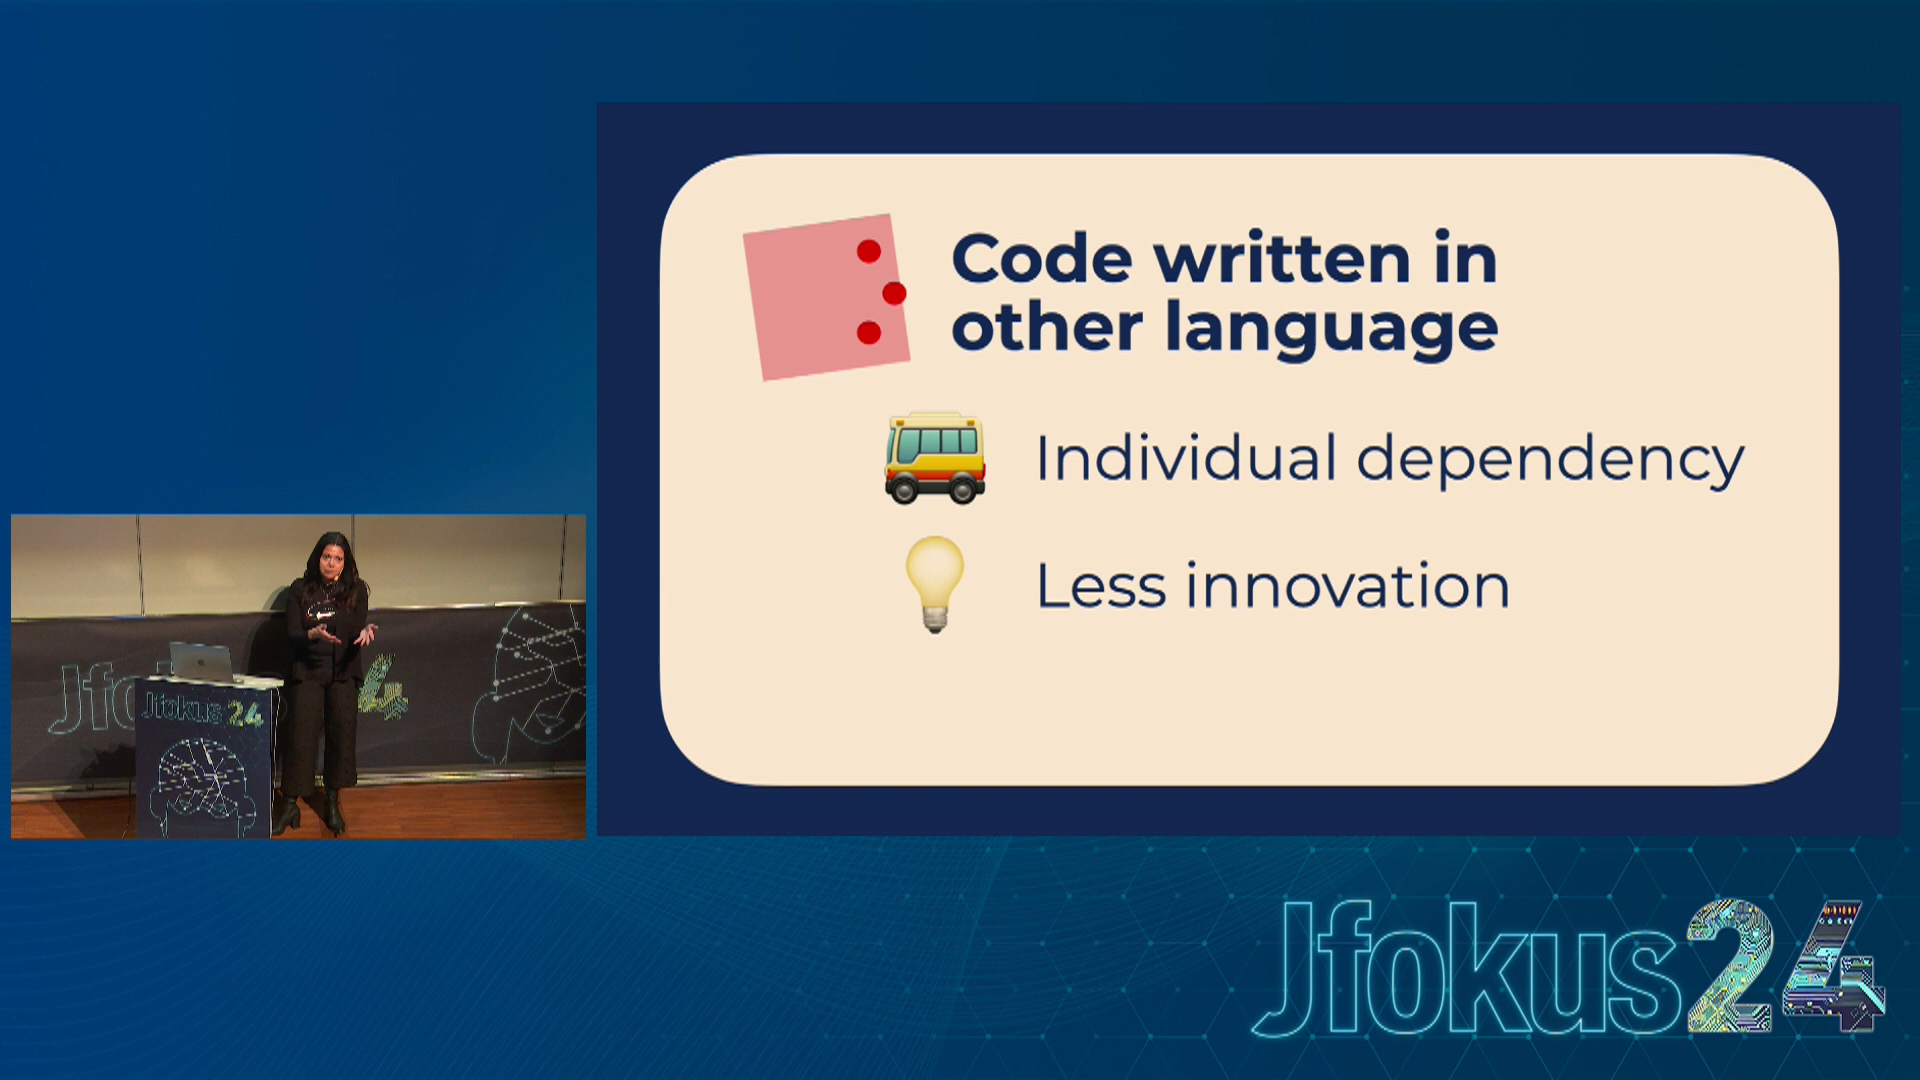 Code written in
other language
Individual dependency
Less innovation
Jfokus 24
Jfokus24